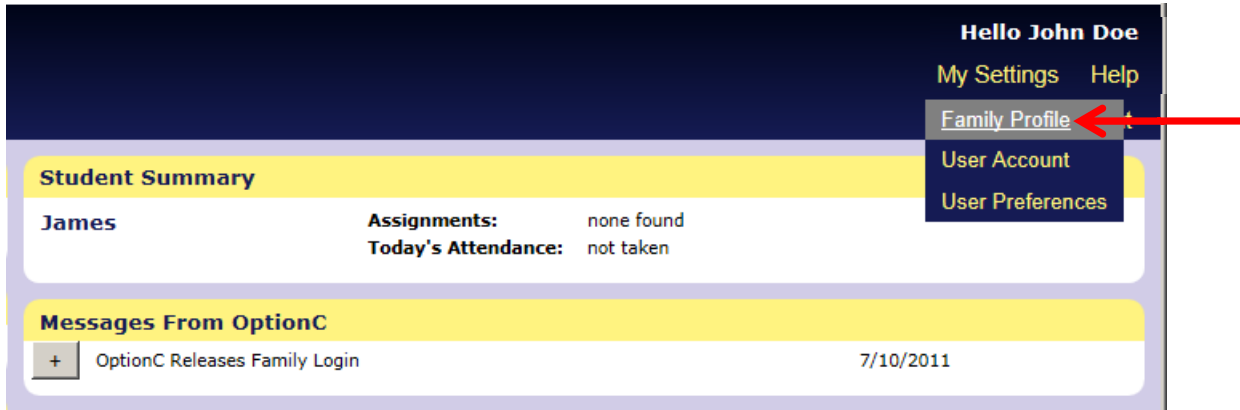 Hello John Doe
My Settings Help
Family Profile t
User Account
User Preferences
Student Summary
James Assignments: none found
Today's Attendance: not taken
Messages From OptionC
+ OptionC Releases Family Login 7/10/2011